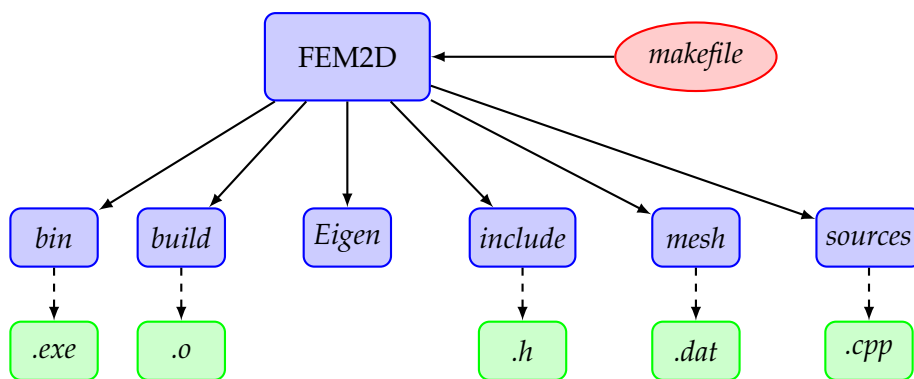 FEM2D
makefile
bin
build
Eigen
include
mesh
sources
.exe
.o
.h
.dat
.cpp